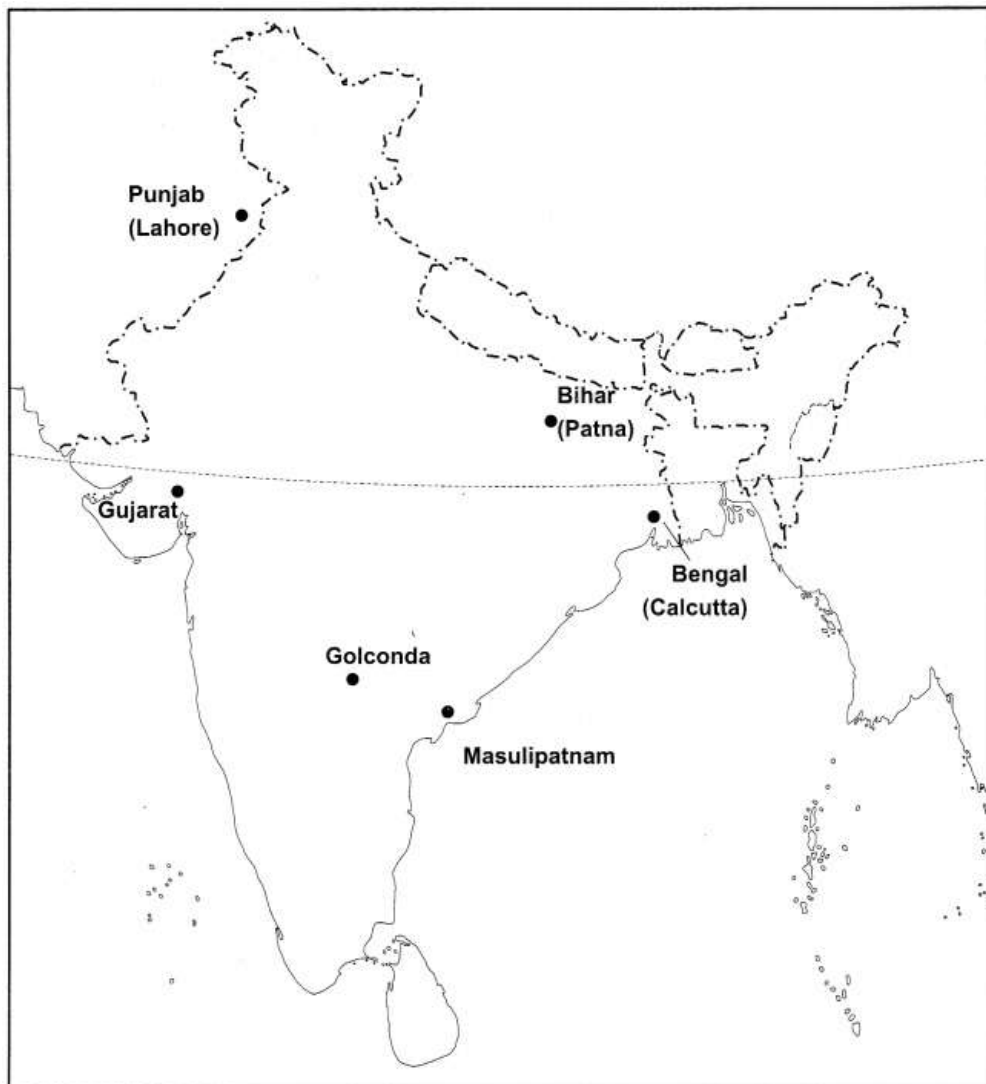 Punjab
(Lahore)
Bihar
(Patna)
Gujarat
Bengal
(Calcutta)
Golconda
Masulipatnam